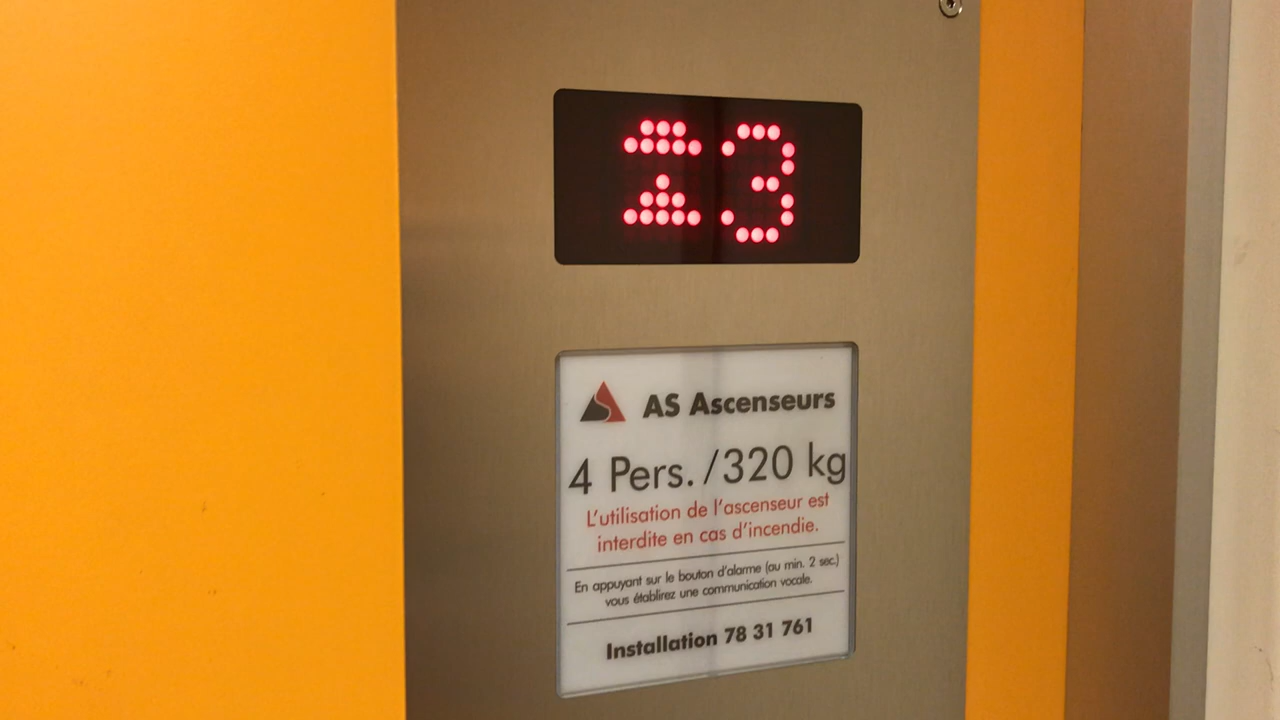 3
AS Ascenseurs
4 Pers. /320 kg
L'utilisation de l'ascenseur est
interdite en cas d'incendie.
En appuyant sur le bouton d'alarme (au min. 2 sec.)
vous établirez une communication vocale.
Installation 78 31 761